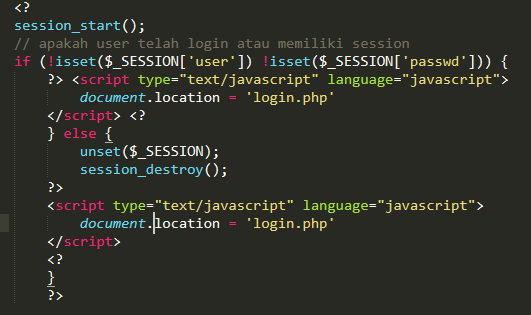 <?
session_start();
// apakah user telah login atau memiliki session
if (!isset($_SESSION['user']) !isset($_SESSION['passwd'])) {
?> <script type="text/javascript" language="javascript">
document.location = 'login.php'
</script> <?
} else {
unset($_SESSION);
session_destroy();
?>
<script type="text/javascript" language="javascript">
document.location = 'login.php'
</script>
<?
}
?>